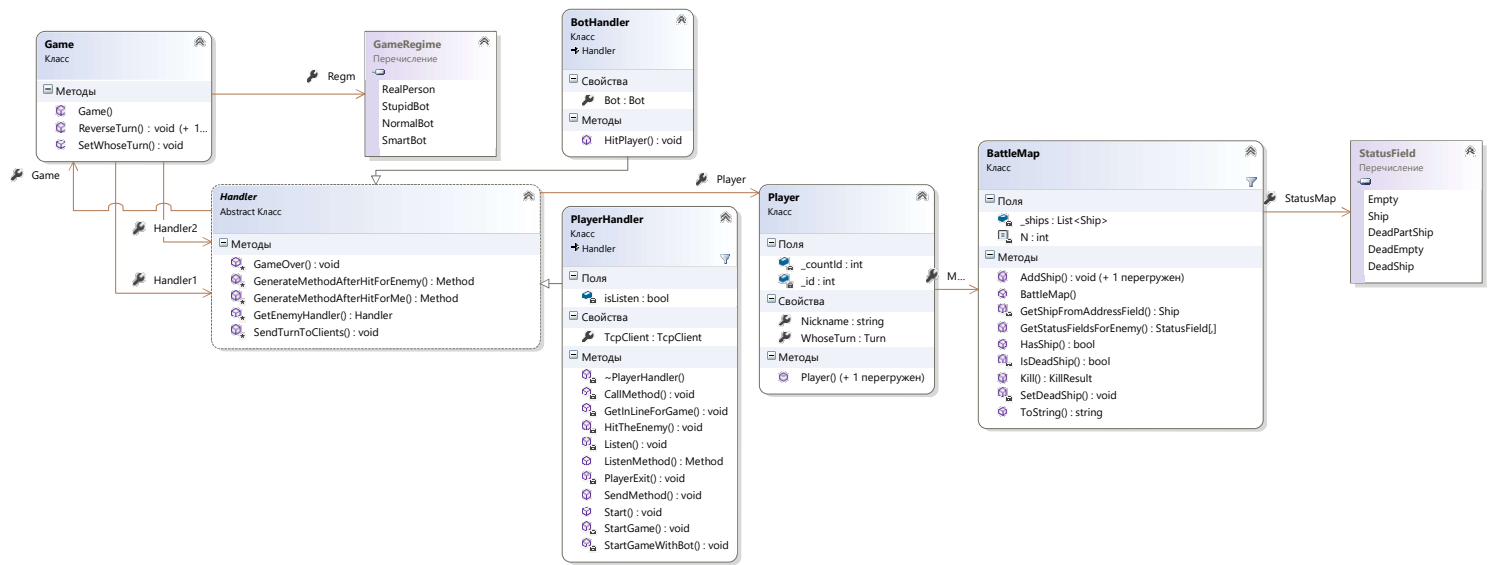 Game
Класс
Методы
Game()
ReverseTurn() : void (+ 1...
SetWhoseTurn() : void
Regm
GameRegime
Перечисление
RealPerson
StupidBot
NormalBot
SmartBot
BotHandler
Класс
Handler
Свойства
Bot : Bot
Методы
HitPlayer() : void
Game
Handler2
Handler1
Handler
Abstract Класс
Методы
GameOver() : void
GenerateMethodAfterHitForEnemy() : Method
GenerateMethodAfterHitForMe() : Method
GetEnemyHandler() : Handler
SendTurnToClients() : void
PlayerHandler
Класс
Handler
Поля
isListen : bool
Свойства
TcpClient : TcpClient
Методы
~PlayerHandler()
CallMethod() : void
GetInLineForGame() : void
HitTheEnemy() : void
Listen() : void
ListenMethod() : Method
PlayerExit() : void
SendMethod() : void
Start() : void
StartGame() : void
StartGameWithBot() : void
Player
Player
Класс
Поля
_countId : int
_id : int
Свойства
Nickname : string
WhoseTurn : Turn
Методы
Player() (+ 1 перегружен)
M...
BattleMap
Класс
Поля
_ships : List<Ship>
N : int
Методы
AddShip() : void (+ 1 перегружен)
BattleMap()
GetShipFromAddressField() : Ship
GetStatusFieldsForEnemy() : StatusField[,]
HasShip() : bool
IsDeadShip() : bool
Kill() : KillResult
SetDeadShip() : void
ToString() : string
StatusMap
StatusField
Перечисление
Empty
Ship
DeadPartShip
DeadEmpty
DeadShip